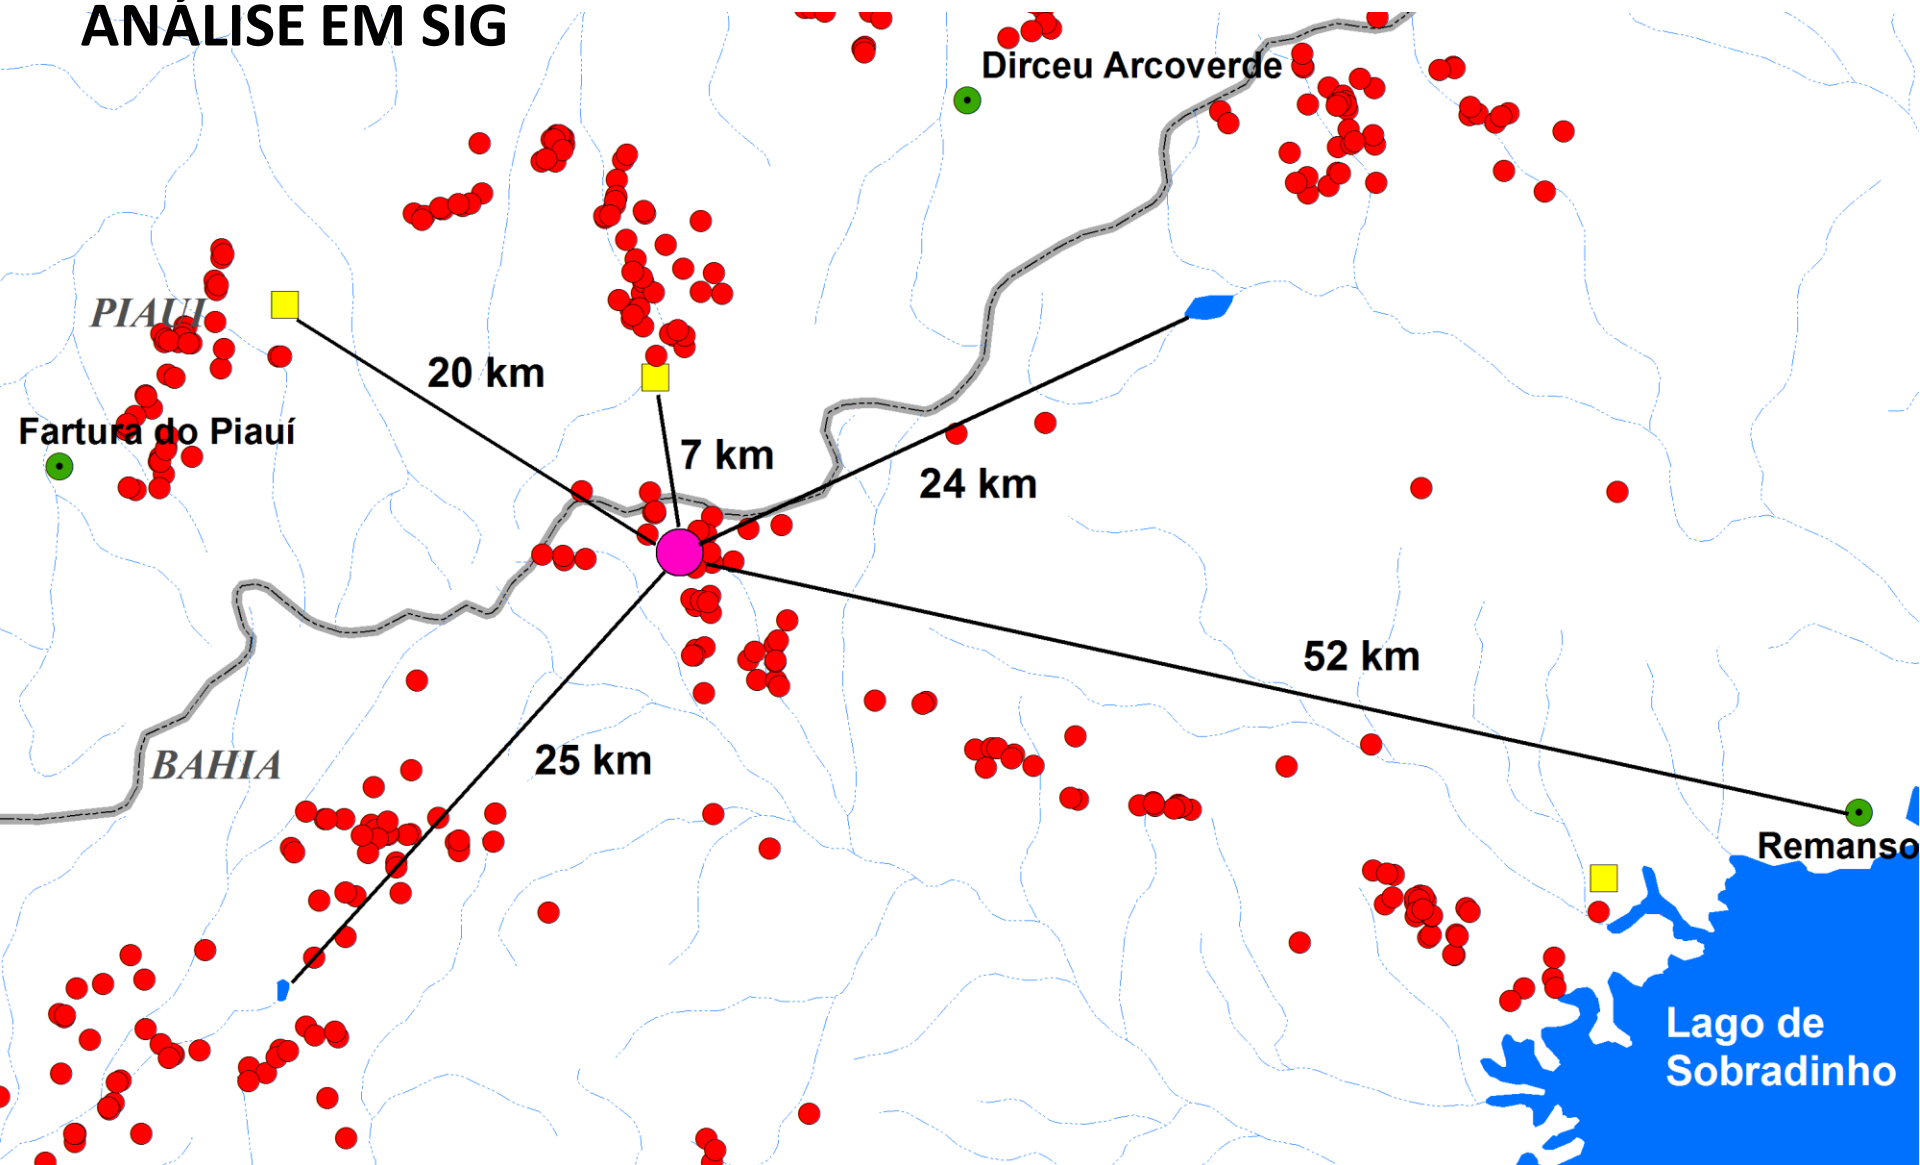 ANÁLISE EM SIG
Dirceu Arcoverde
PIAUI
20 km
Fartura do Piauí
7 km
24 km
52 km
BAHIA
25 km
Remanso
Lago de
Sobradinho